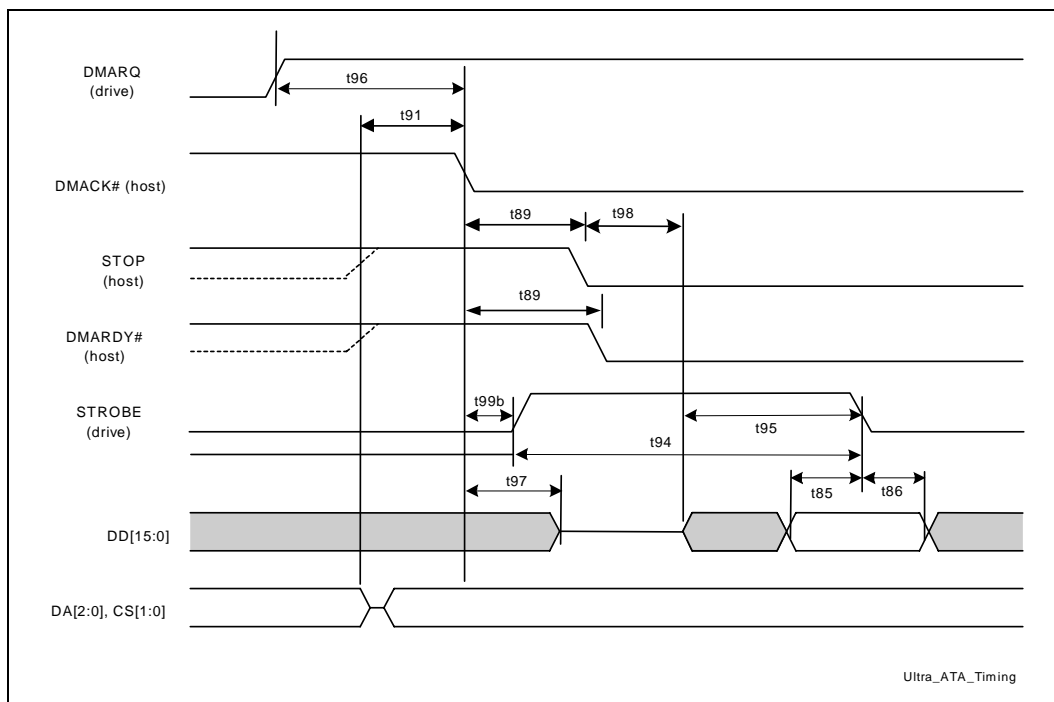 DMARQ
(drive)
t96
t91
DMACK# (host)
t89
t98
STOP
(host)
t89
DMARDY#
(host)
t99b
STROBE
(drive)
t95
t94
t97
t85
t86
DD[15:0]
DA[2:0], CS[1:0]
Ultra_ATA_Timing